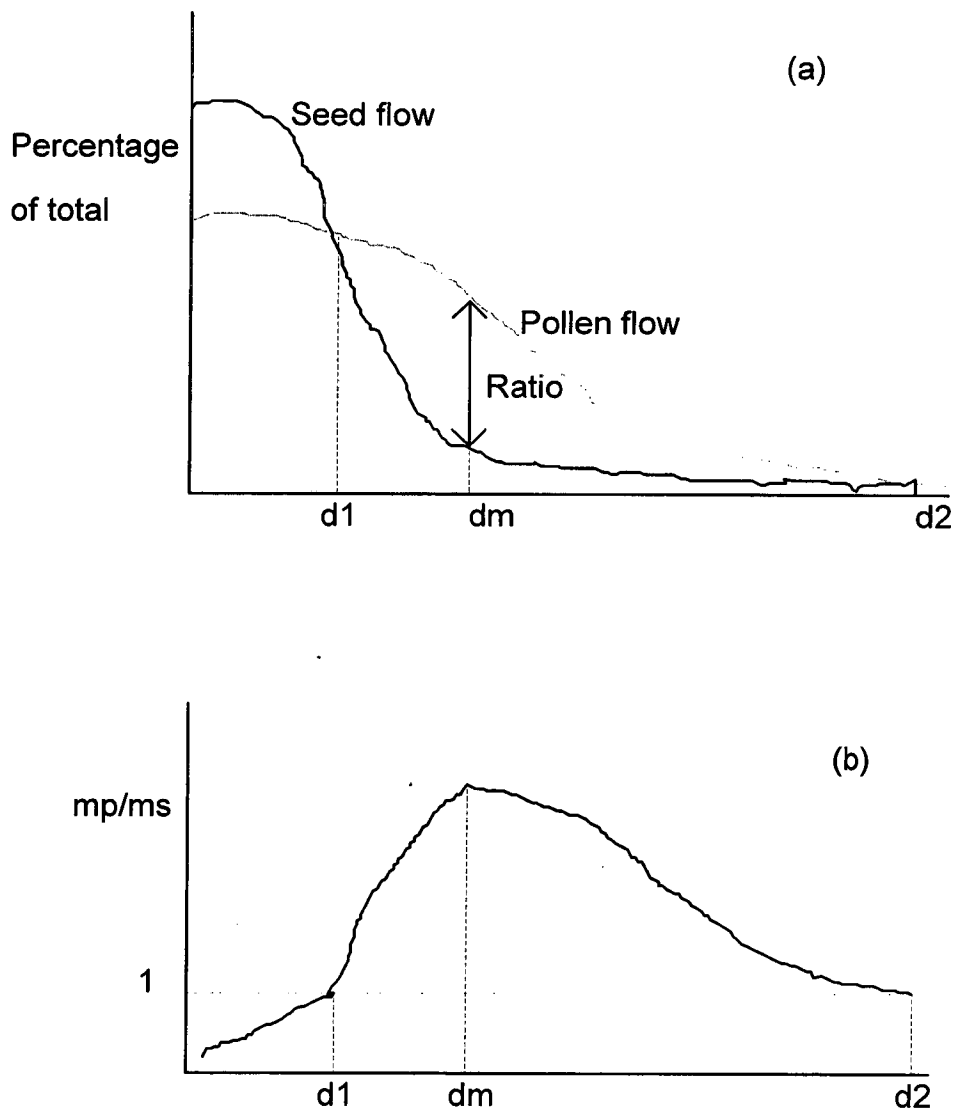 (a)
Seed flow
Percentage
of total
Pollen flow
Ratio
d1 dm d2
(b)
mp/ms
1
d1 dm d2